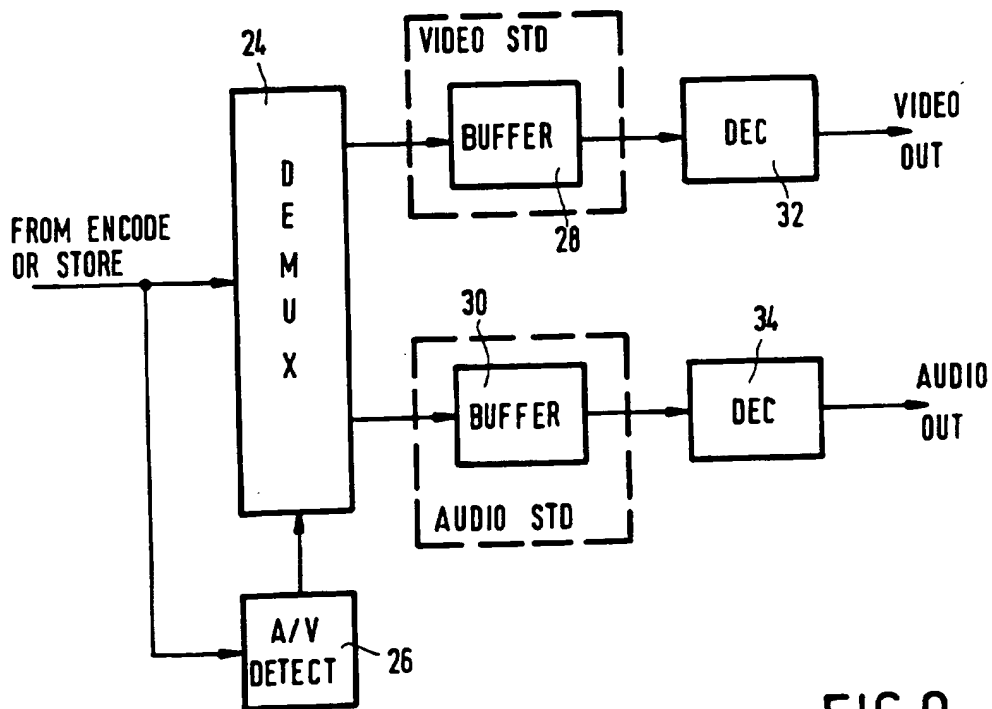 24
VIDEO STD
BUFFER
28
DEC
32
VIDEO
OUT
DEMUX
FROM ENCODE
OR STORE
30
BUFFER
AUDIO STD
34
DEC
AUDIO
OUT
A/V
DETECT
26